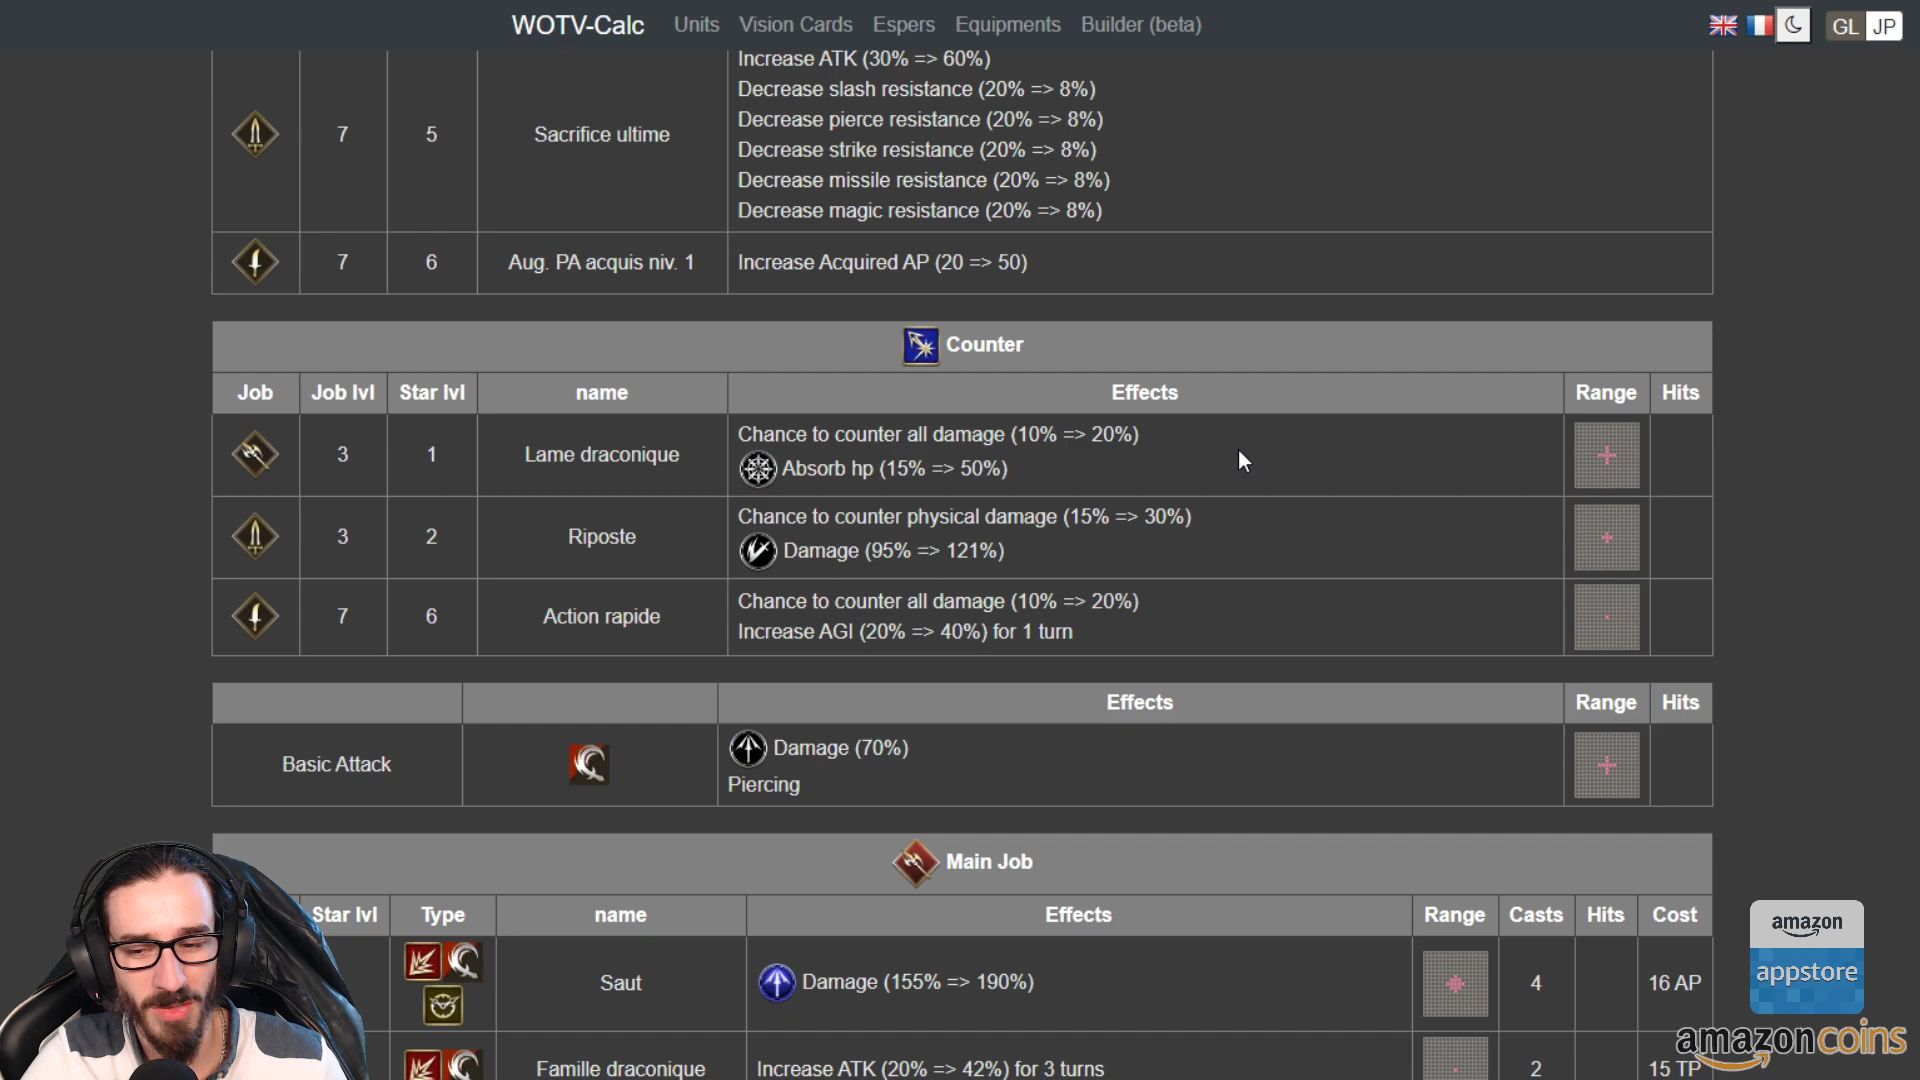 WOTV-Calc
Units
Vision Cards
Espers
Equipments
Builder (beta)
GL
JP
7
5
Sacrifice ultime
Increase ATK (30% => 60%)
Decrease slash resistance (20% => 8%)
Decrease pierce resistance (20% => 8%)
Decrease strike resistance (20% => 8%)
Decrease missile resistance (20% => 8%)
Decrease magic resistance (20% => 8%)
7
6
Aug. PA acquis niv. 1
Increase Acquired AP (20 => 50)
Counter
Job
Job lvl
Star lvl
name
Effects
Range
Hits
3
1
Lame draconique
Chance to counter all damage (10% => 20%)
Absorb hp (15% => 50%)
3
2
Riposte
Chance to counter physical damage (15% => 30%)
Damage (95% => 121%)
7
6
Action rapide
Chance to counter all damage (10% => 20%)
Increase AGI (20% => 40%) for 1 turn
Effects
Range
Hits
Basic Attack
Damage (70%)
Piercing
Main Job
Star lvl
Type
name
Effects
Range
Casts
Hits
Cost
Saut
Damage (155% => 190%)
4
16 AP
Famille draconique
Increase ATK (20% => 42%) for 3 turns
2
15 TP
amazon
appstore
amazon coins